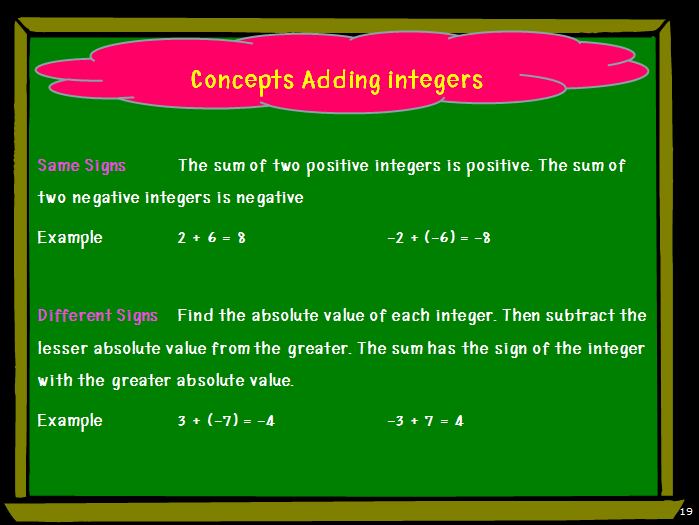 Concepts Adding integers
Same Signs The sum of two positive integers is positive. The sum of
two negative integers is negative
Example 2 + 6 = 8 -2 + (-6) = -8
Different Signs Find the absolute value of each integer. Then subtract the
lesser absolute value from the greater. The sum has the sign of the integer
with the greater absolute value.
Example 3 + (-7) = -4 -3 + 7 = 4
19